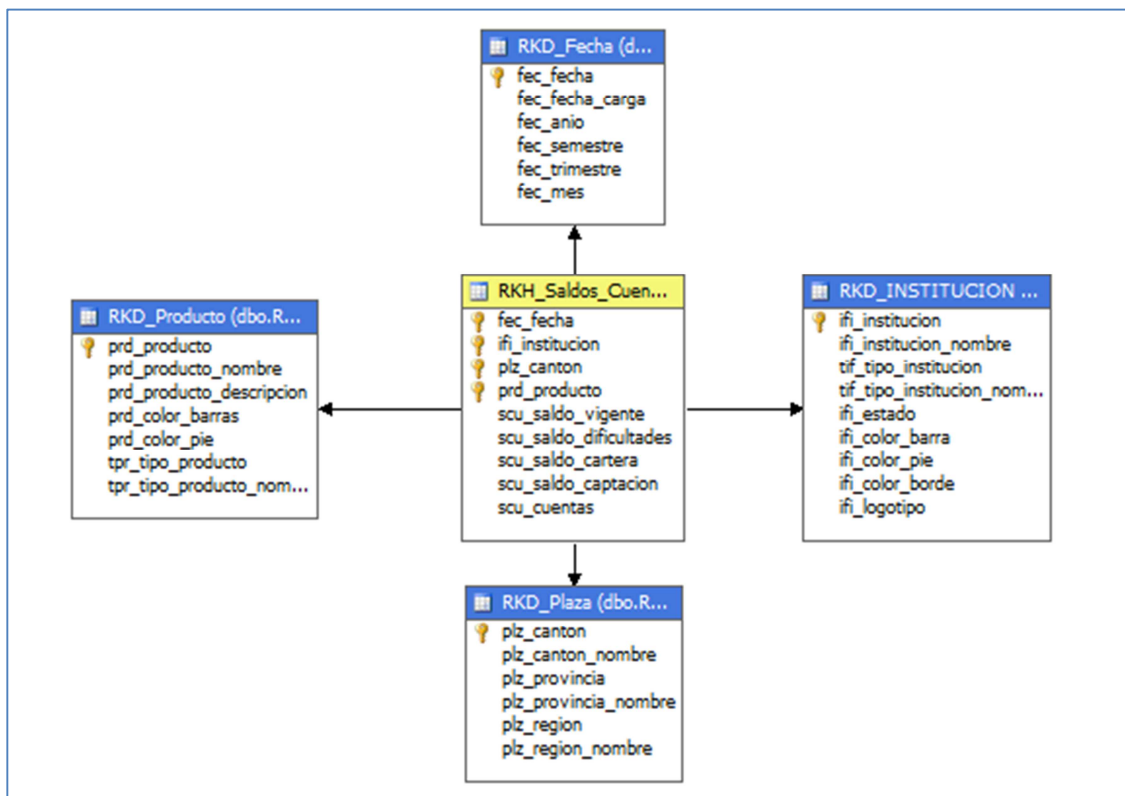 RKD_Fecha (d...
fec_fecha
fec_fecha_carga
fec_anio
fec_semestre
fec_trimestre
fec_mes
RKD_Producto (dbo.R...
prd_producto
prd_producto_nombre
prd_producto_descripcion
prd_color_barras
prd_color_pie
tpr_tipo_producto
tpr_tipo_producto_nom...
RKH_Saldos_Cuen...
fec_fecha
ifi_institucion
plz_canton
prd_producto
scu_saldo_vigente
scu_saldo_dificultades
scu_saldo_cartera
scu_saldo_captacion
scu_cuentas
RKD_INSTITUCION ...
ifi_institucion
ifi_institucion_nombre
tif_tipo_institucion
tif_tipo_institucion_nom...
ifi_estado
ifi_color_barra
ifi_color_pie
ifi_color_borde
ifi_logotipo
RKD_Plaza (dbo.R...
plz_canton
plz_canton_nombre
plz_provincia
plz_provincia_nombre
plz_region
plz_region_nombre